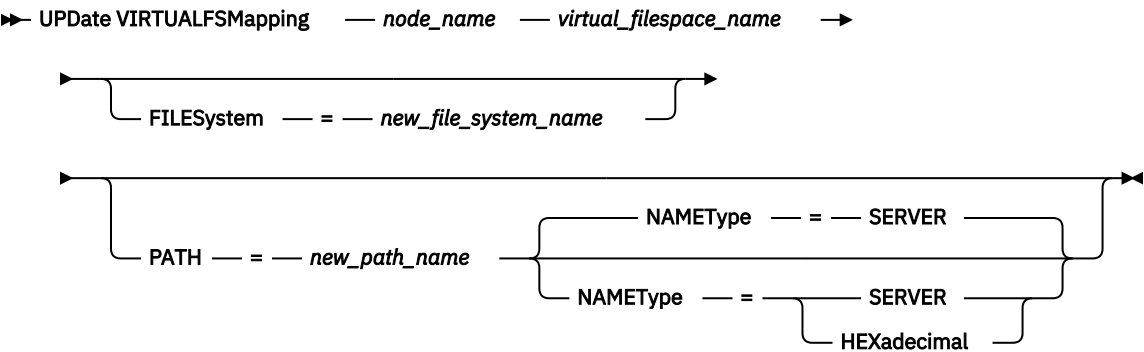 UPDate VIRTUALFSMapping node_name virtual_filespace_name
FILESystem = new_file_system_name
NAMEType = SERVER
PATH = new_path_name
NAMEType = SERVER
HEXadecimal